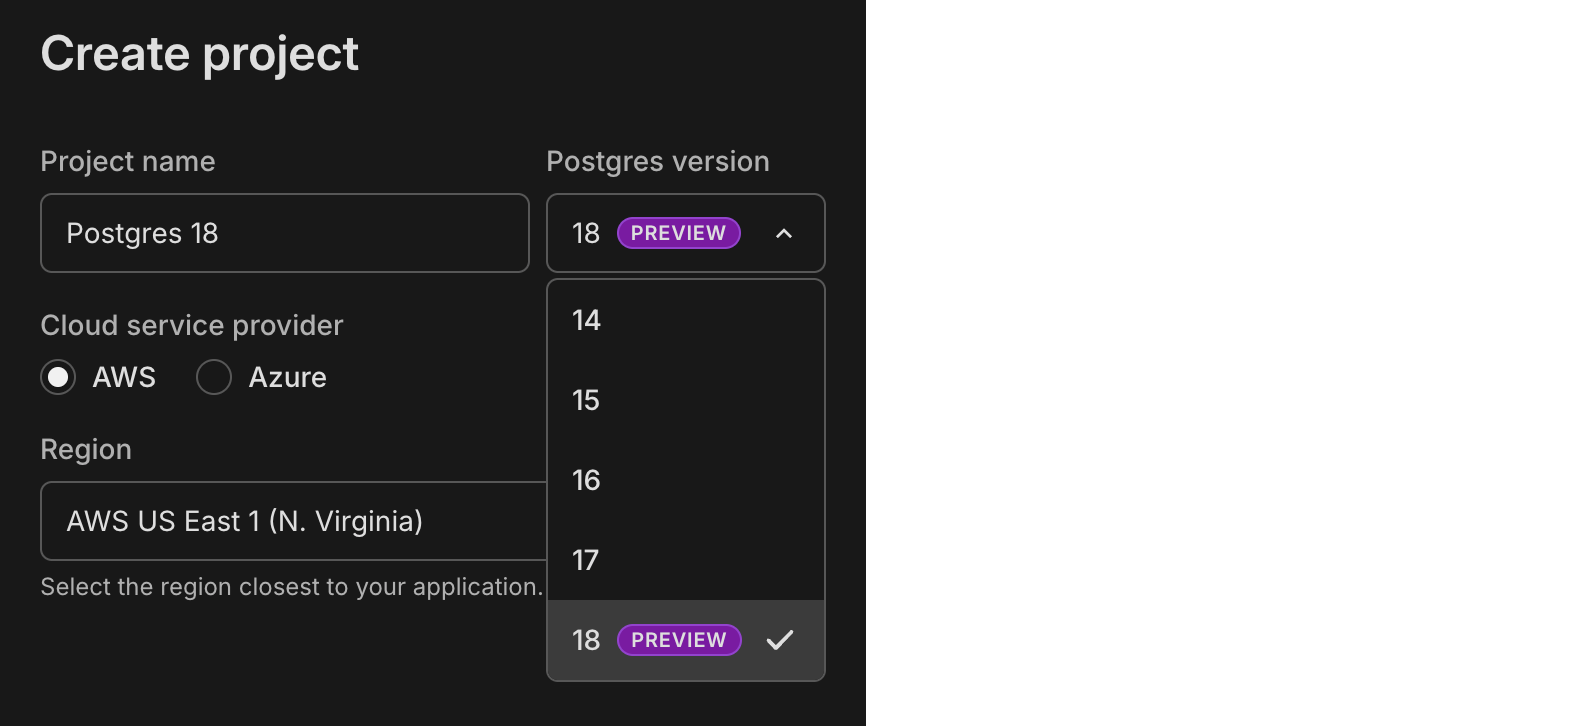 Create project
Project name
Postgres version
Postgres 18
18 PREVIEW
14
15
16
17
18 PREVIEW
Cloud service provider
AWS
Azure
Region
AWS US East 1 (N. Virginia)
Select the region closest to your application.